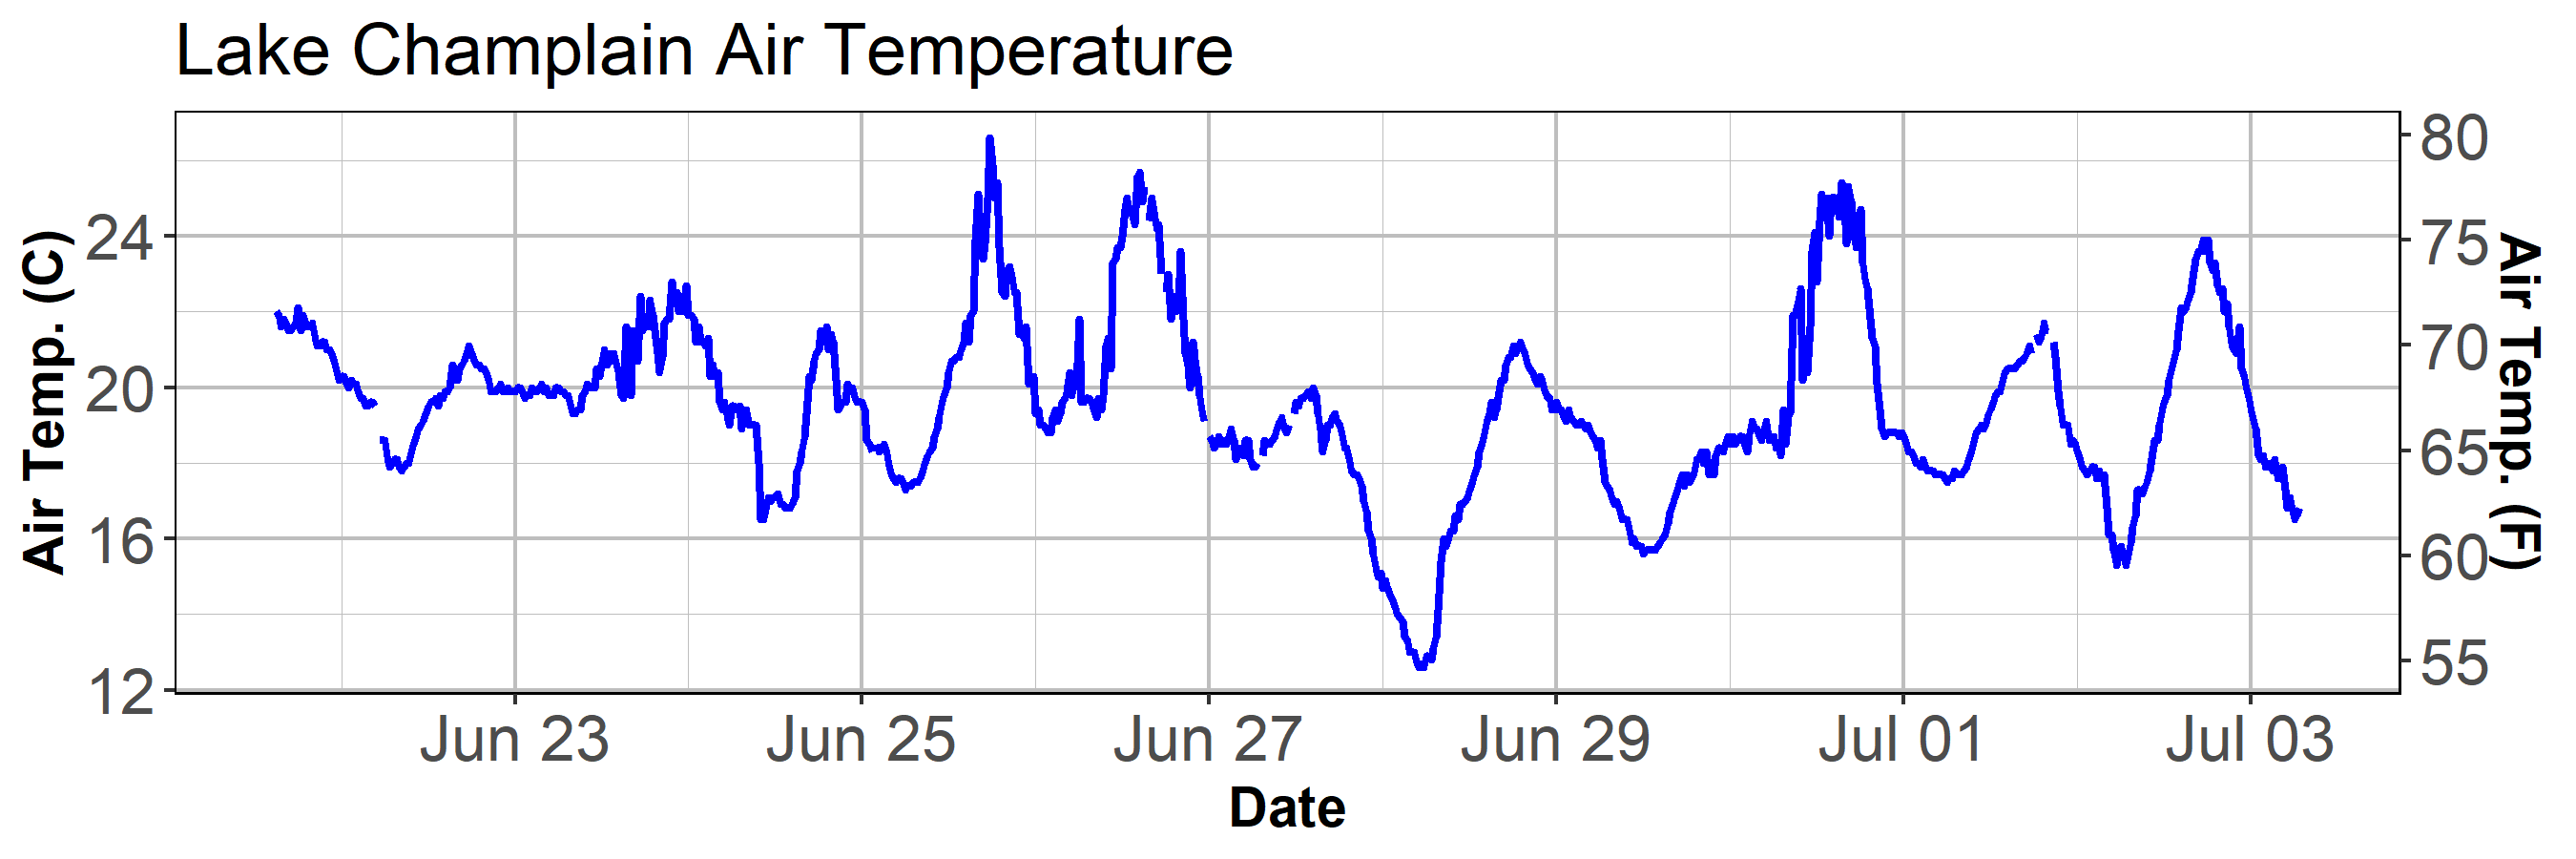 Lake Champlain Air Temperature
Air Temp. (C)
24
20
16
12
80
75
70
65
60
55
Air Temp. (F)
Jun 23
Jun 25
Jun 27
Jun 29
Jul 01
Jul 03
Date